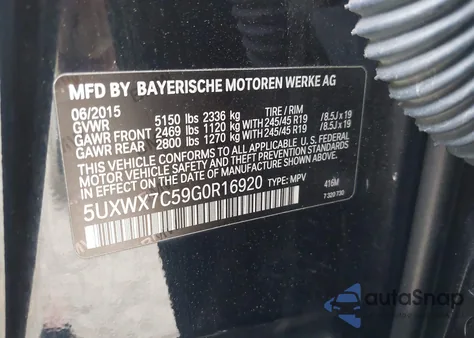 MFD BY BAYERISCHE MOTOREN WERKE AG
06/2015 TIRE / RIM
GVWR 5150 lbs 2336 kg
GAWR FRONT 2469 lbs 1120 kg WITH 245/45 R19 /8.5J x 19
GAWR REAR 2800 lbs 1270 kg WITH 245/45 R19 /8.5J x 19
THIS VEHICLE CONFORMS TO ALL APPLICABLE U.S. FEDERAL
MOTOR VEHICLE SAFETY STANDARDS IN EFFECT ON THE DATE
OF MANUFACTURE SHOWN ABOVE.
5UXWX7C59G0R16920 TYPE: MPV 416M
7 320 730
autoSnap